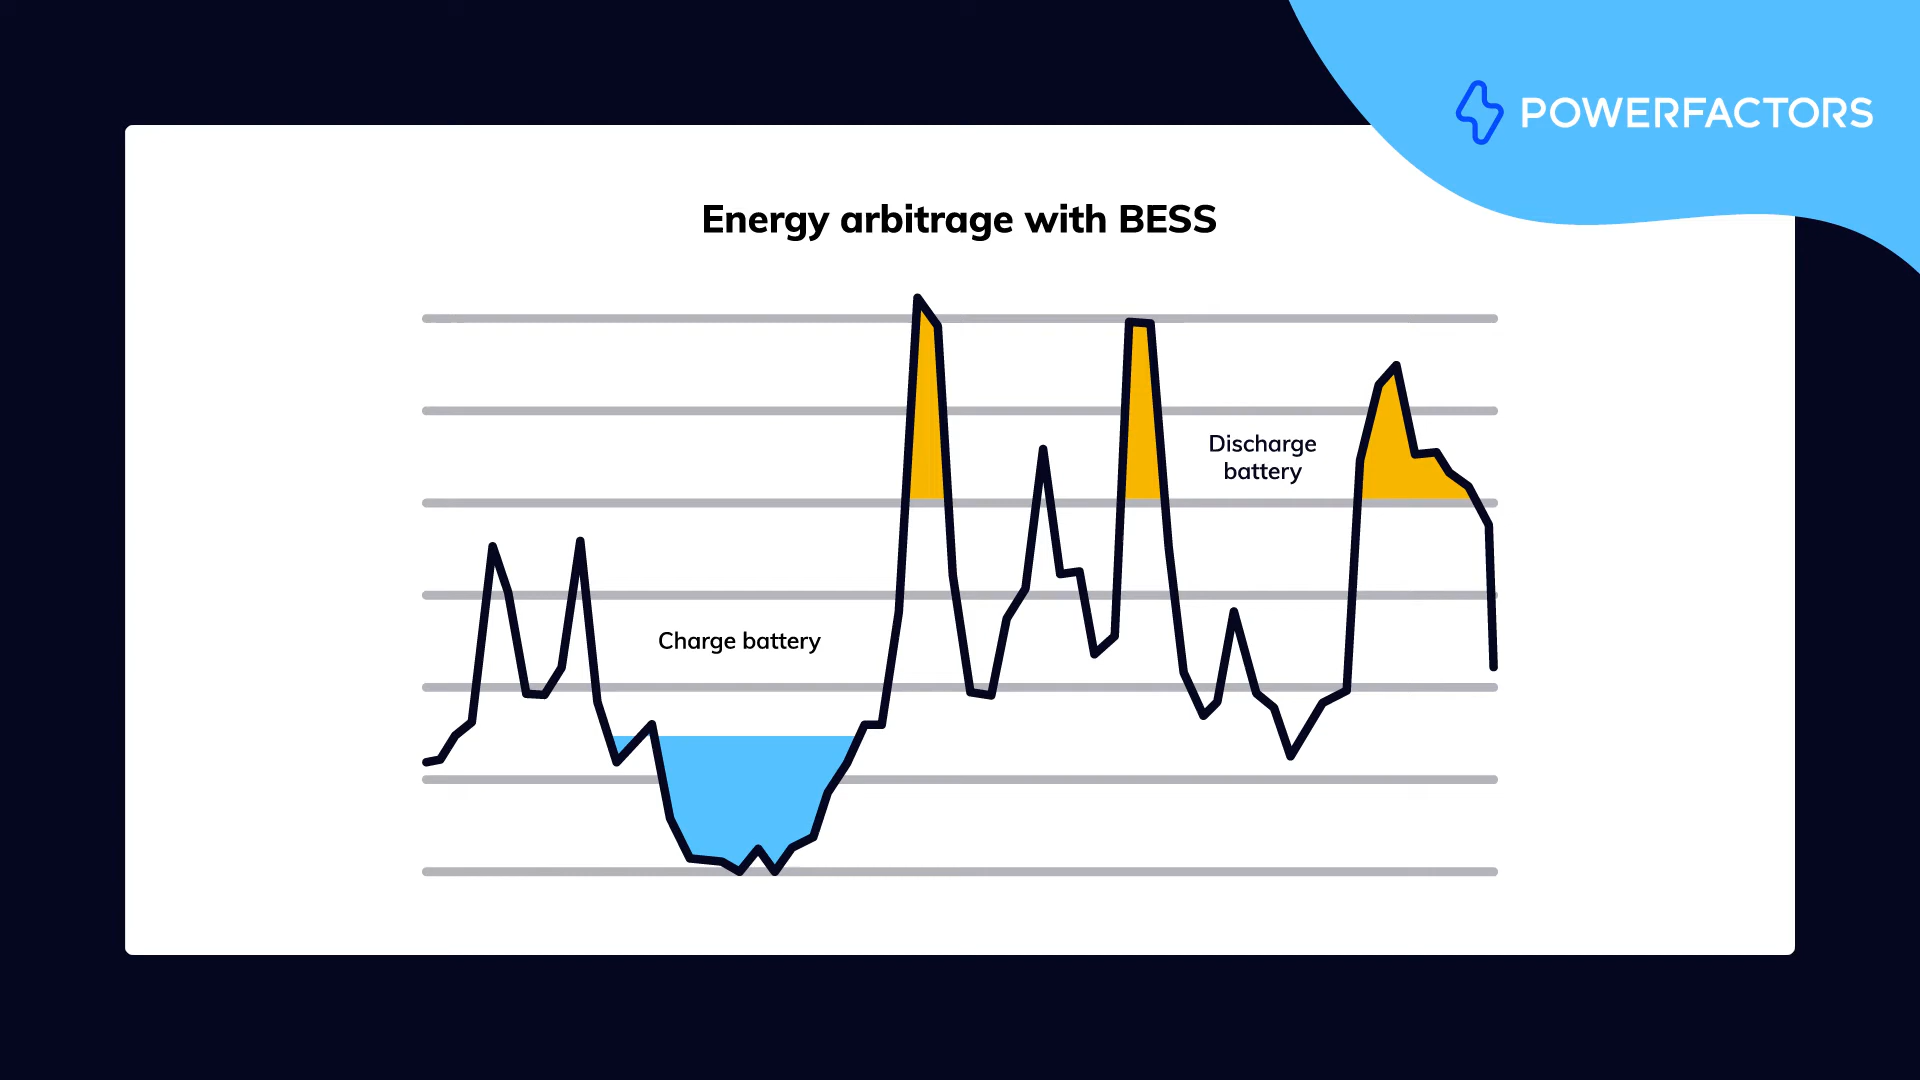 POWERFACTORS
Energy arbitrage with BESS
Discharge
battery
Charge battery